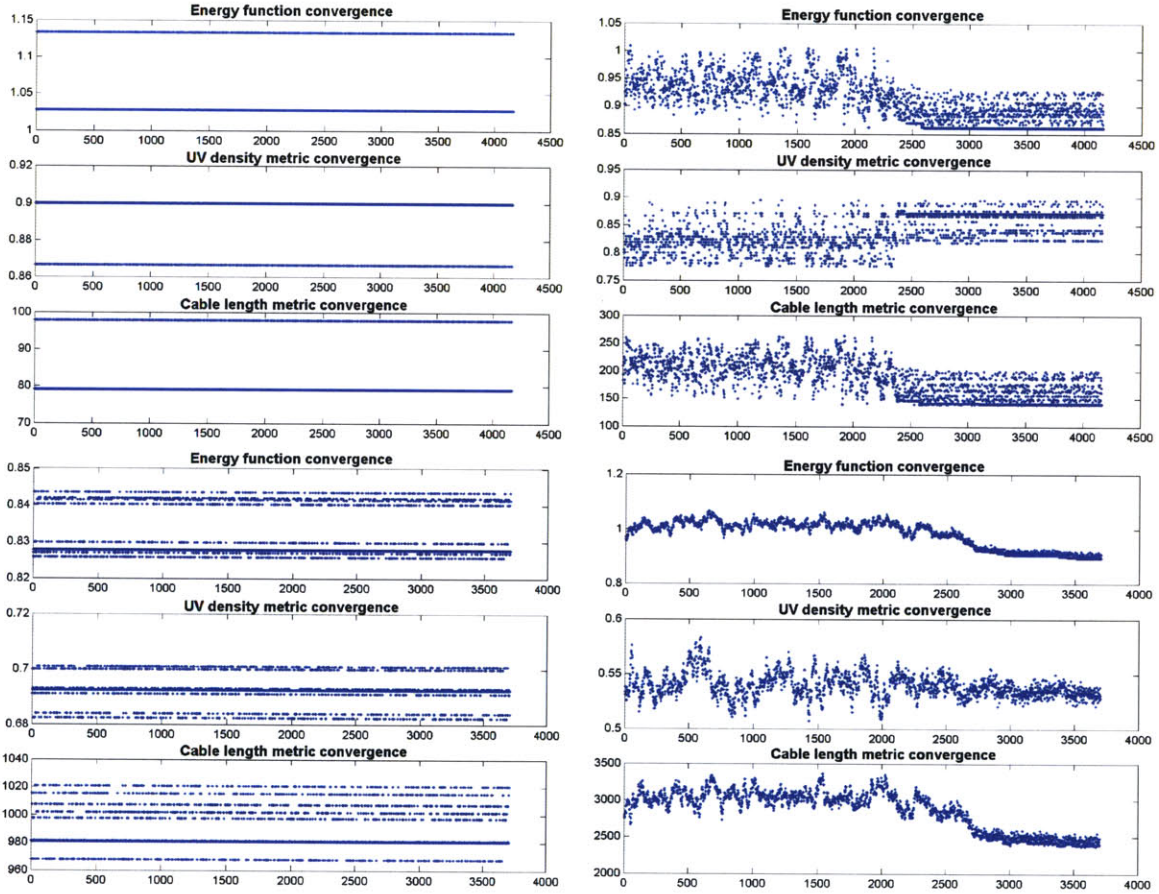 Energy function convergence
1.15
1.1
1.05
1
0 500 1000 1500 2000 2500 3000 3500 4000 4500
UV density metric convergence
0.92
0.9
0.88
0.86
0 500 1000 1500 2000 2500 3000 3500 4000 4500
Cable length metric convergence
100
90
80
70
0 500 1000 1500 2000 2500 3000 3500 4000 4500
Energy function convergence
0.85
0.84
0.83
0.82
0 500 1000 1500 2000 2500 3000 3500 4000
UV density metric convergence
0.72
0.7
0.68
0 500 1000 1500 2000 2500 3000 3500 4000
Cable length metric convergence
1040
1020
1000
980
960
0 500 1000 1500 2000 2500 3000 3500 4000
Energy function convergence
1.05
1
0.95
0.9
0.85
0 500 1000 1500 2000 2500 3000 3500 4000 4500
UV density metric convergence
0.95
0.9
0.85
0.8
0.75
0 500 1000 1500 2000 2500 3000 3500 4000 4500
Cable length metric convergence
300
250
200
150
100
0 500 1000 1500 2000 2500 3000 3500 4000 4500
Energy function convergence
1.2
1
0.8
0 500 1000 1500 2000 2500 3000 3500 4000
UV density metric convergence
0.6
0.55
0.5
0 500 1000 1500 2000 2500 3000 3500 4000
Cable length metric convergence
3500
3000
2500
2000
0 500 1000 1500 2000 2500 3000 3500 4000